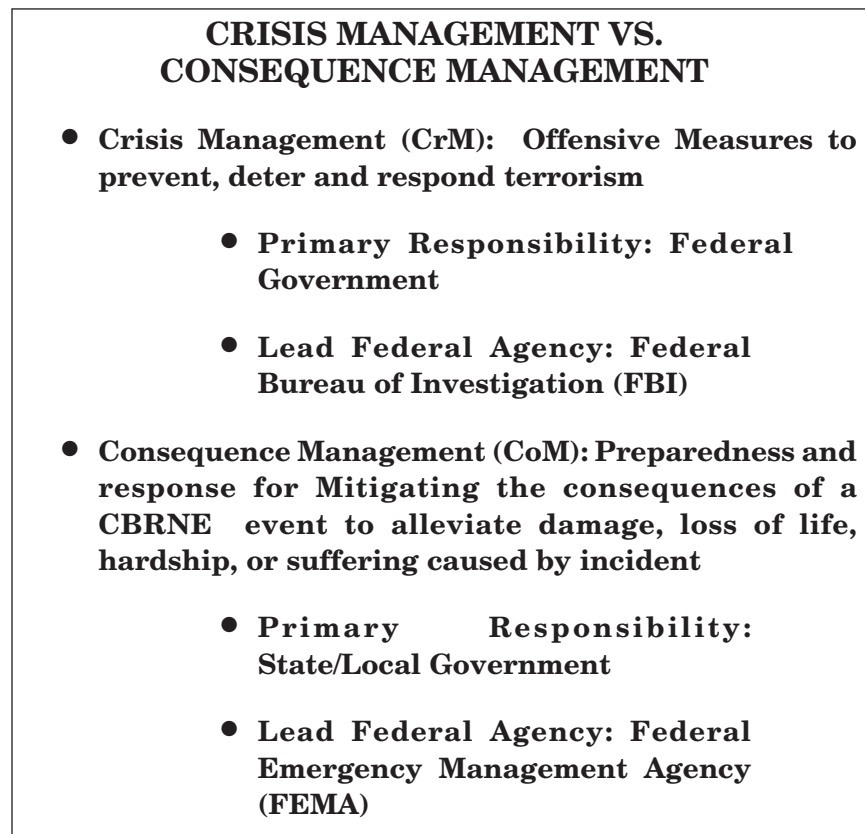 CRISIS MANAGEMENT VS.
CONSEQUENCE MANAGEMENT
• Crisis Management (CrM): Offensive Measures to
prevent, deter and respond terrorism
• Primary Responsibility: Federal
Government
• Lead Federal Agency: Federal
Bureau of Investigation (FBI)
• Consequence Management (CoM): Preparedness and
response for Mitigating the consequences of a
CBRNE event to alleviate damage, loss of life,
hardship, or suffering caused by incident
• Primary Responsibility:
State/Local Government
• Lead Federal Agency: Federal
Emergency Management Agency
(FEMA)